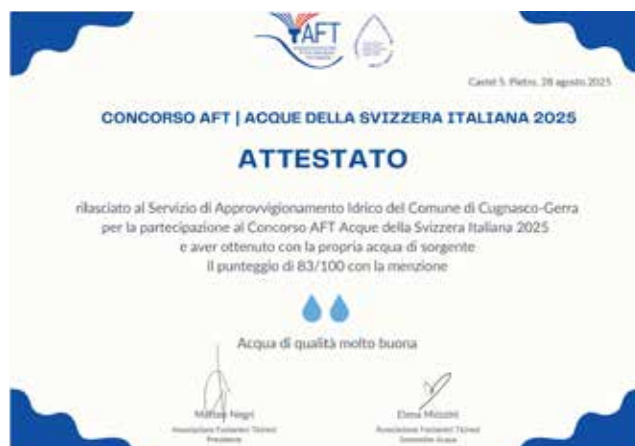 AFT
Castel S. Pietro, 28 agosto 2025
CONCORSO AFT | ACQUE DELLA SVIZZERA ITALIANA 2025
ATTESTATO
rilasciato al Servizio di Approvvigionamento Idrico del Comune di Cugnasco-Gerra
per la partecipazione al Concorso AFT Acque della Svizzera Italiana 2025
e aver ottenuto con la propria acqua di sorgente
il punteggio di 83/100 con la menzione
Acqua di qualità molto buona
Negri
Elena
Associazione Fontanieri Ticinesi
Associazione Fontanieri Ticinesi
Presidente
Acqua